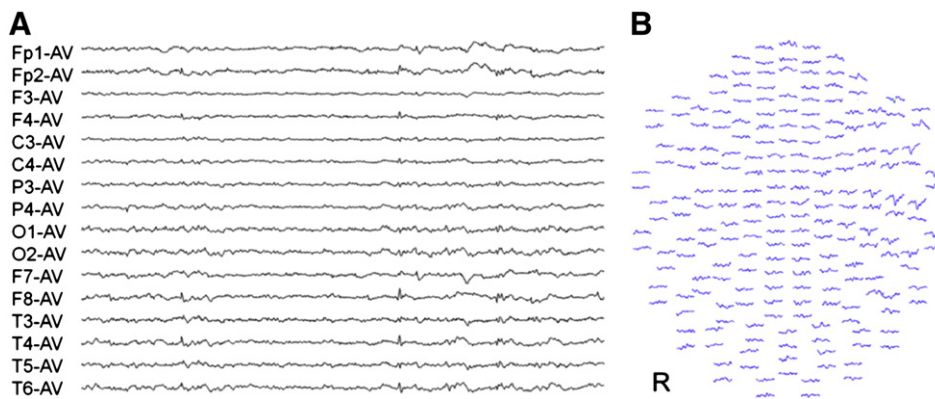 A
B
Fp1-AV
Fp2-AV
F3-AV
F4-AV
C3-AV
C4-AV
P3-AV
P4-AV
O1-AV
O2-AV
F7-AV
F8-AV
T3-AV
T4-AV
T5-AV
T6-AV
R